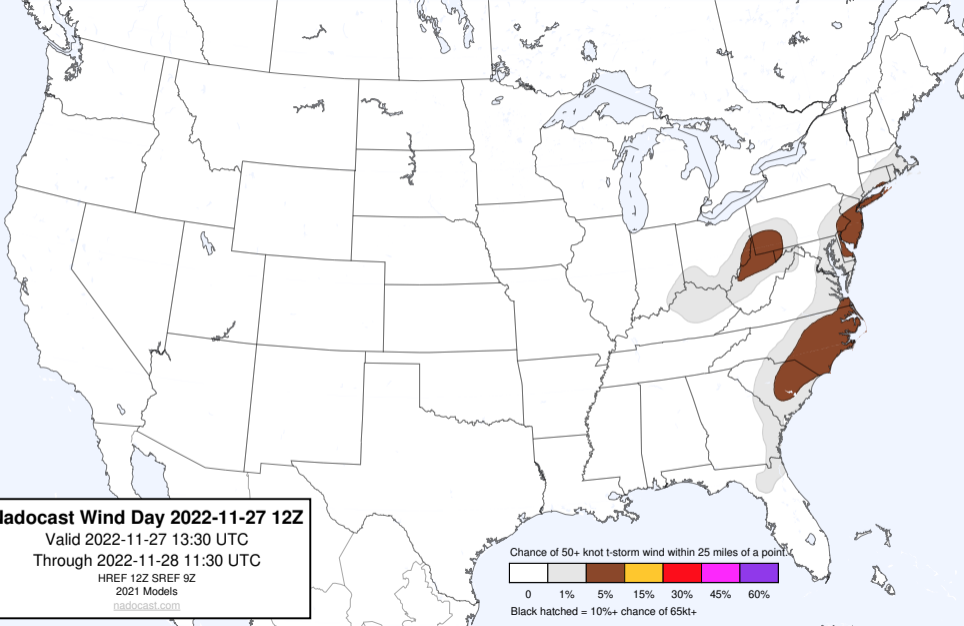 adocast Wind Day 2022-11-27 12Z
Valid 2022-11-27 13:30 UTC
Through 2022-11-28 11:30 UTC
HREF 12Z SREF 9Z
2021 Models
nadocast.com
Chance of 50+ knot t-storm wind within 25 miles of a point.
0 1% 5% 15% 30% 45% 60%
Black hatched = 10%+ chance of 65kt+